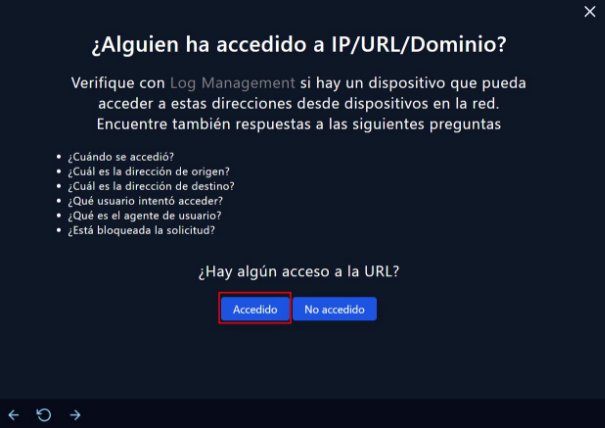 ¿Alguien ha accedido a IP/URL/Dominio?
Verifique con Log Management si hay un dispositivo que pueda
acceder a estas direcciones desde dispositivos en la red.
Encuentre también respuestas a las siguientes preguntas
• ¿Cuándo se accedió?
• ¿Cuál es la dirección de origen?
• ¿Cuál es la dirección de destino?
• ¿Qué usuario intentó acceder?
• ¿Qué es el agente de usuario?
• ¿Está bloqueada la solicitud?
¿Hay algún acceso a la URL?
Accedido No accedido